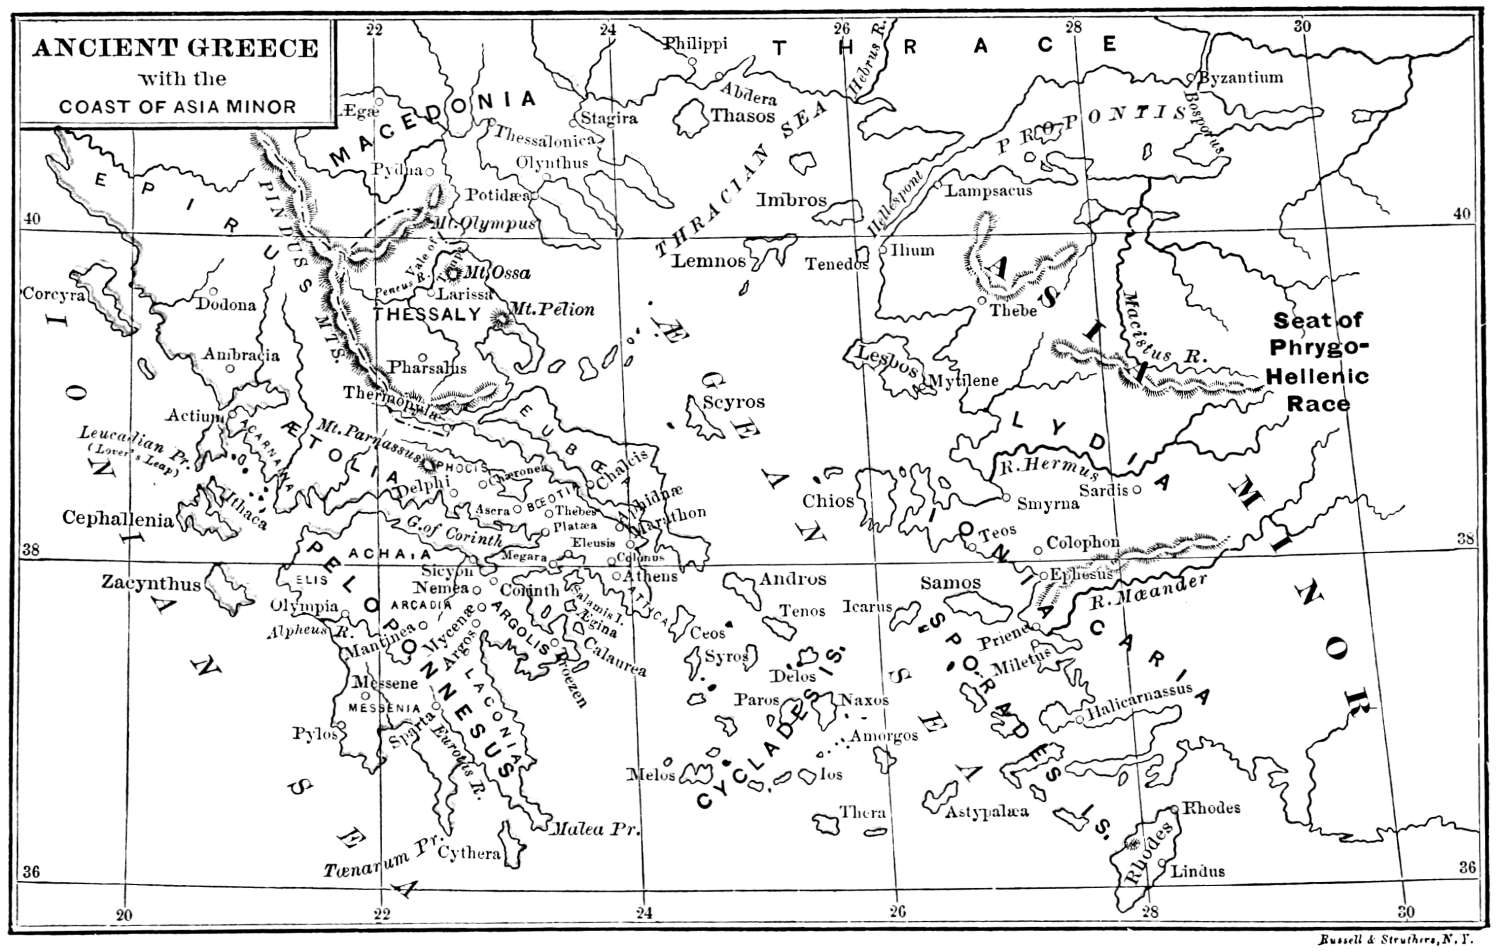 ANCIENT GREECE
with the
COAST OF ASIA MINOR
22
24
26
28
30
Philippi
T H R A C E
Hebrus R.
Byzantium
Abdera
Thasos
Ægæ
MACEDONIA
Stagira
Thessalonica
Olynthus
Pydna
Potidæa
THRACIAN SEA
PROPONTIS
Bosporus
Imbros
Hellespont
Lampsacus
EPIRUS
PINDUS MTS.
40
40
Mt. Olympus
Vale of
Peneus R.
Mt. Ossa
Larissa
Lemnos
Tenedos
Ilium
Corcyra
Dodona
THESSALY
Mt. Pelion
Thebe
ASIA MINOR
Macistus R.
Seat of
Phrygo-
Hellenic
Race
Ambracia
Pharsalus
Lesbos
Mytilene
Thermopylæ
Scyros
ÆGEAN SEA
Actium
ACARNANIA
ÆTOLIA
Mt. Parnassus
EUBŒA
LYDIA
Leucadian Pr.
(Lover's Leap)
PHOCIS
Chæronea
Chalcis
Delphi
BŒOTIA
R. Hermus
Sardis
Ithaca
Ascra
Thebes
Aphidnæ
Chios
Smyrna
Cephallenia
G. of Corinth
Platæa
Marathon
IONIA
Teos
Colophon
38
38
ACHAIA
Megara
Eleusis
Colonus
Sicyon
Athens
Ephesus
ELIS
PELOPONNESUS
Zacynthus
Nemea
Corinth
Salamis I.
ATTICA
Andros
Samos
R. Mæander
Olympia
ARCADIA
Ægina
Tenos
Icarus
Alpheus R.
Mantinea
Mycenæ
ARGOLIS
Argos
Calaurea
Ceos
Priene
Syros
Miletus
CARIA
Trœzen
Delos
Messene
LACONIA
MESSENIA
Paros
Naxos
SPORADES IS.
Halicarnassus
Pylos
Sparta
Eurotas R.
CYCLADES IS.
Amorgos
Melos
Ios
Thera
Astypalæa
Rhodes
Rhodes
Malea Pr.
Tœnarum Pr.
Cythera
Lindus
IONIAN SEA
36
36
20
22
24
26
28
30
Russell & Struthers, N. Y.